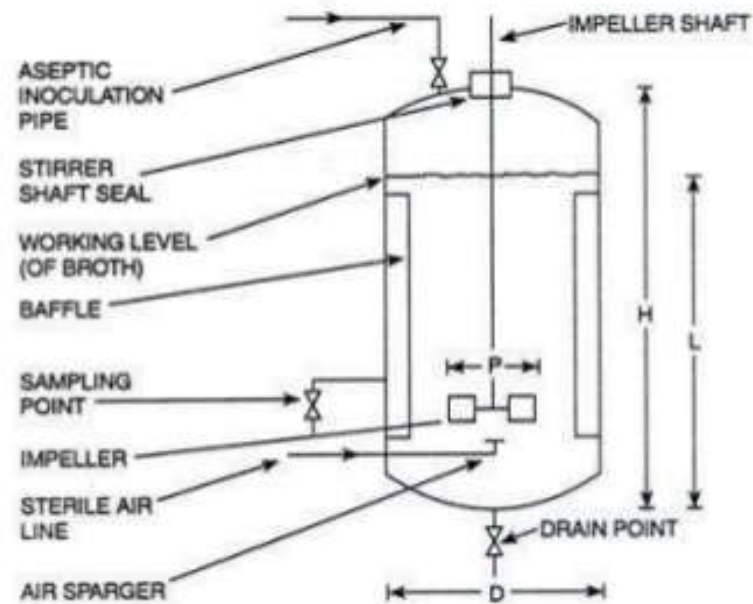 IMPELLER SHAFT
ASEPTIC
INOCULATION
PIPE
STIRRER
SHAFT SEAL
WORKING LEVEL
(OF BROTH)
BAFFLE
H
L
P
SAMPLING
POINT
IMPELLER
STERILE AIR
LINE
DRAIN POINT
AIR SPARGER
D